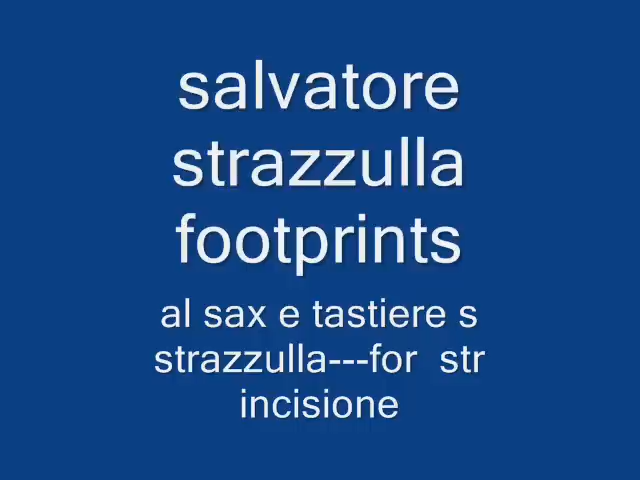 salvatore
strazzulla
footprints
al sax e tastiere s
strazzulla---for  str
incisione